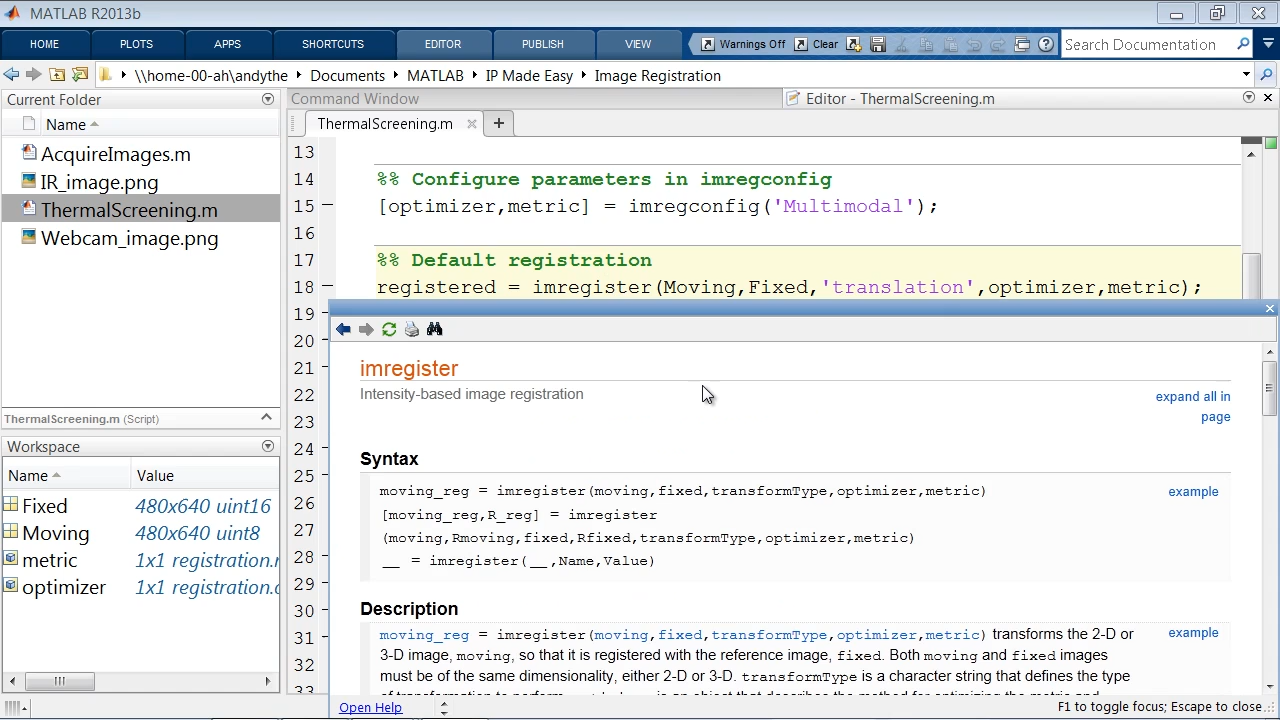 MATLAB R2013b
HOME PLOTS APPS SHORTCUTS EDITOR PUBLISH VIEW Warnings Off Clear Search Documentation
\\home-00-ah\andythe Documents MATLAB IP Made Easy Image Registration
Current Folder
Name
AcquireImages.m
IR_image.png
ThermalScreening.m
Webcam_image.png
ThermalScreening.m (Script)
Workspace
Name Value
Fixed 480x640 uint16
Moving 480x640 uint8
metric 1x1 registration.r
optimizer 1x1 registration.o
Command Window
Editor - ThermalScreening.m
ThermalScreening.m
13
14 %% Configure parameters in imregconfig
15 [optimizer,metric] = imregconfig('Multimodal');
16
17 %% Default registration
18 registered = imregister(Moving,Fixed,'translation',optimizer,metric);
19
20
21
22
23
24
25
26
27
28
29
30
31
32
33
imregister
Intensity-based image registration
expand all in
page
Syntax
moving_reg = imregister(moving,fixed,transformType,optimizer,metric) example
[moving_reg,R_reg] = imregister
(moving,Rmoving,fixed,Rfixed,transformType,optimizer,metric)
__ = imregister(__,Name,Value)
Description
moving_reg = imregister(moving,fixed,transformType,optimizer,metric) transforms the 2-D or example
3-D image, moving, so that it is registered with the reference image, fixed. Both moving and fixed images
must be of the same dimensionality, either 2-D or 3-D. transformType is a character string that defines the type
Open Help
F1 to toggle focus; Escape to close